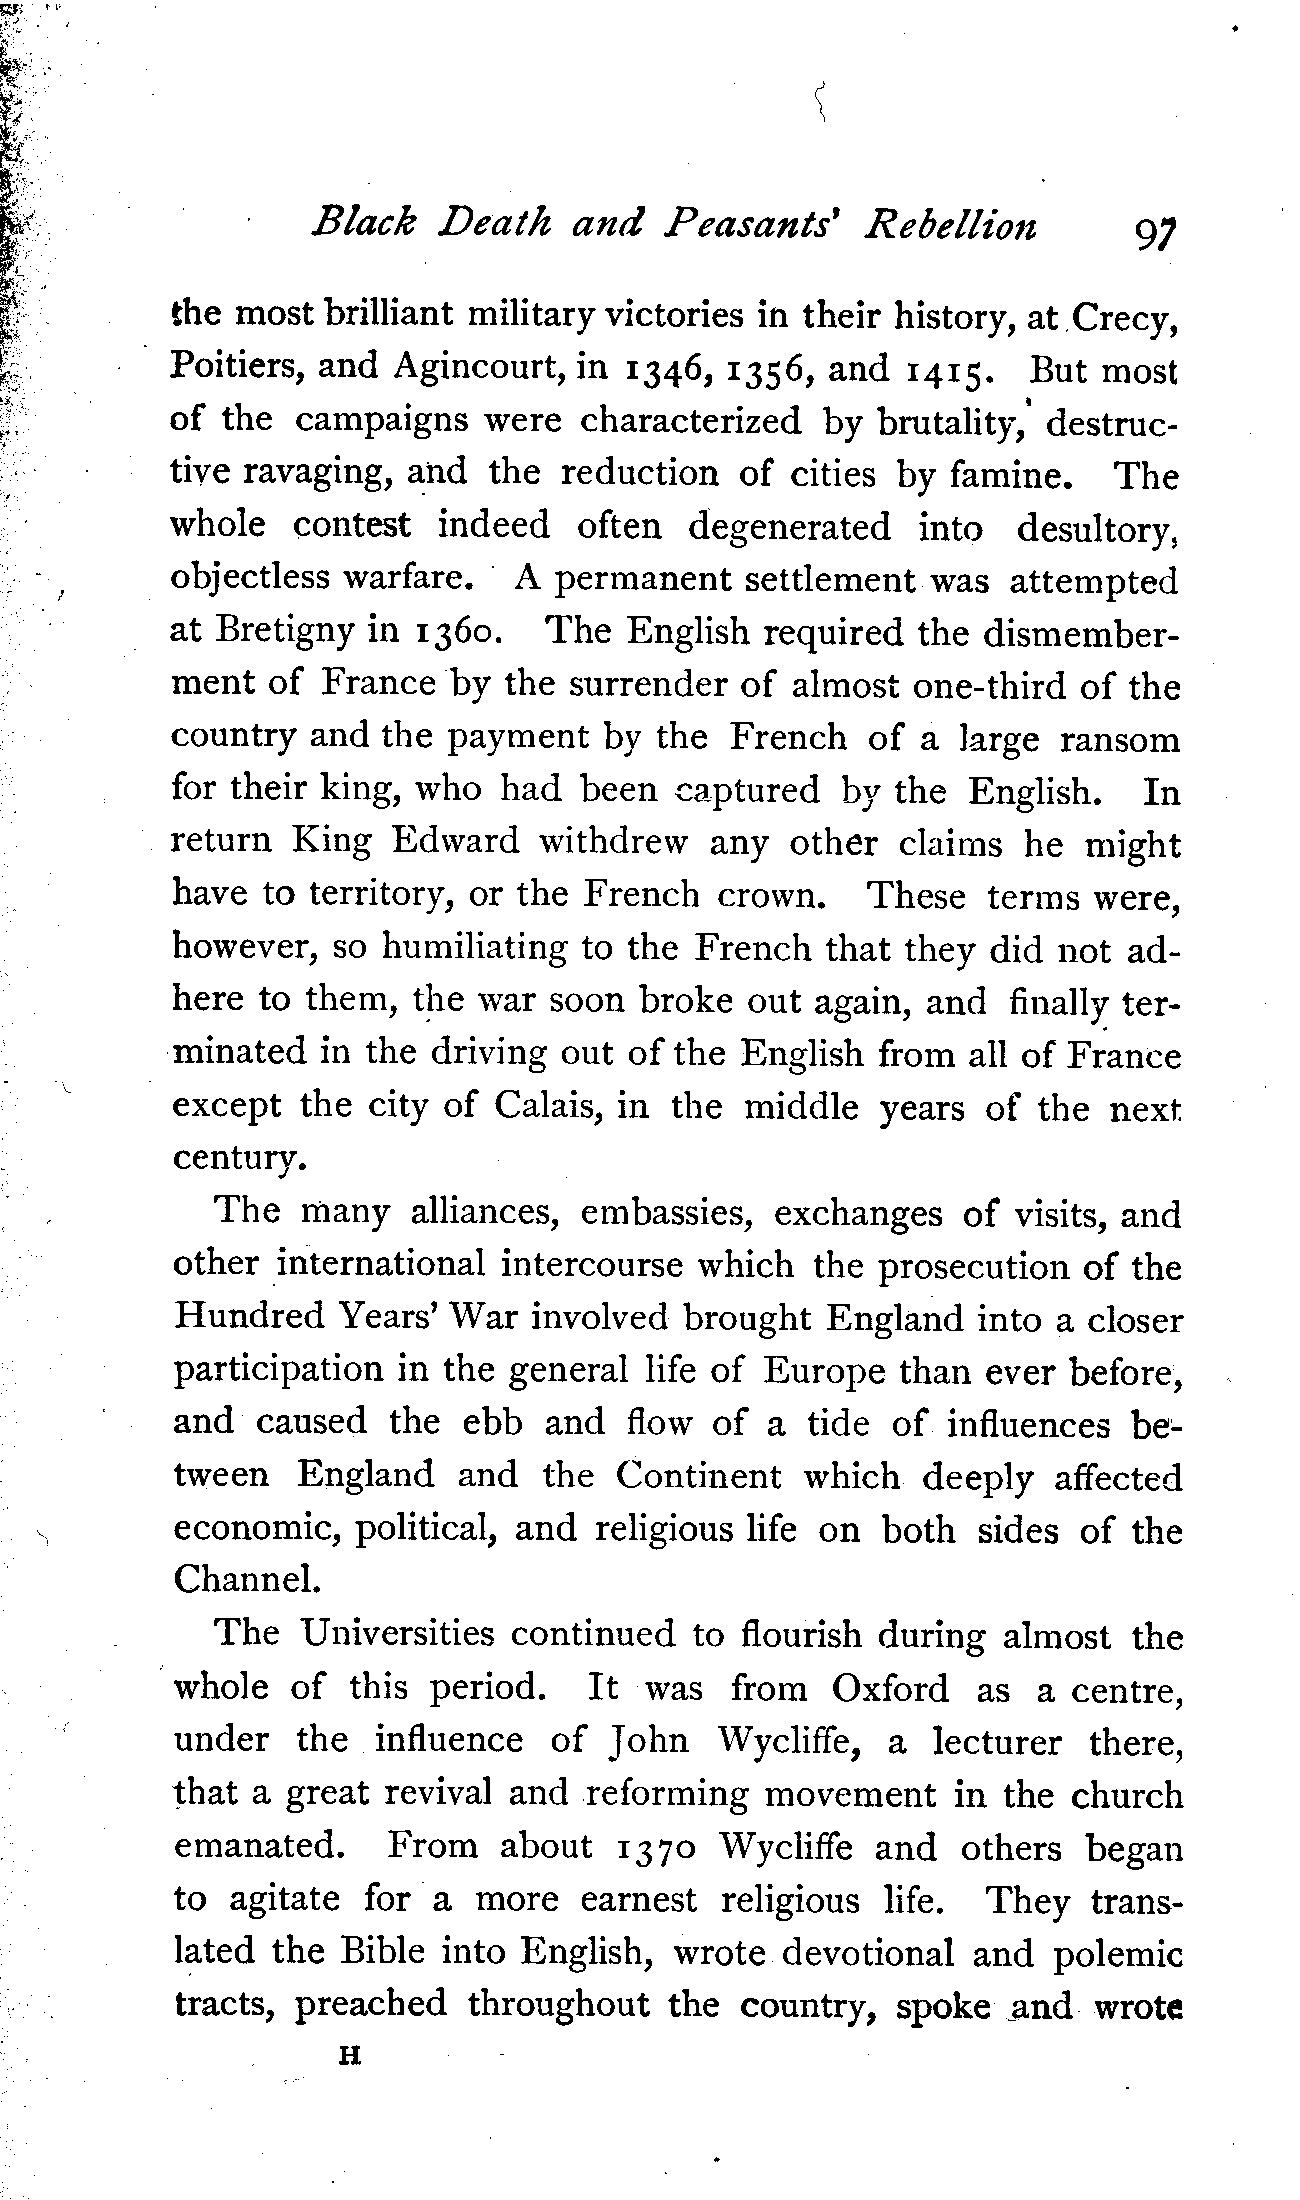 Black Death and Peasants' Rebellion 97
the most brilliant military victories in their history, at Crecy,
Poitiers, and Agincourt, in 1346, 1356, and 1415. But most
of the campaigns were characterized by brutality, destruc-
tive ravaging, and the reduction of cities by famine. The
whole contest indeed often degenerated into desultory,
objectless warfare. A permanent settlement was attempted
at Bretigny in 1360. The English required the dismember-
ment of France by the surrender of almost one-third of the
country and the payment by the French of a large ransom
for their king, who had been captured by the English. In
return King Edward withdrew any other claims he might
have to territory, or the French crown. These terms were,
however, so humiliating to the French that they did not ad-
here to them, the war soon broke out again, and finally ter-
minated in the driving out of the English from all of France
except the city of Calais, in the middle years of the next
century.
The many alliances, embassies, exchanges of visits, and
other international intercourse which the prosecution of the
Hundred Years' War involved brought England into a closer
participation in the general life of Europe than ever before,
and caused the ebb and flow of a tide of influences be-
tween England and the Continent which deeply affected
economic, political, and religious life on both sides of the
Channel.
The Universities continued to flourish during almost the
whole of this period. It was from Oxford as a centre,
under the influence of John Wycliffe, a lecturer there,
that a great revival and reforming movement in the church
emanated. From about 1370 Wycliffe and others began
to agitate for a more earnest religious life. They trans-
lated the Bible into English, wrote devotional and polemic
tracts, preached throughout the country, spoke and wrote
H